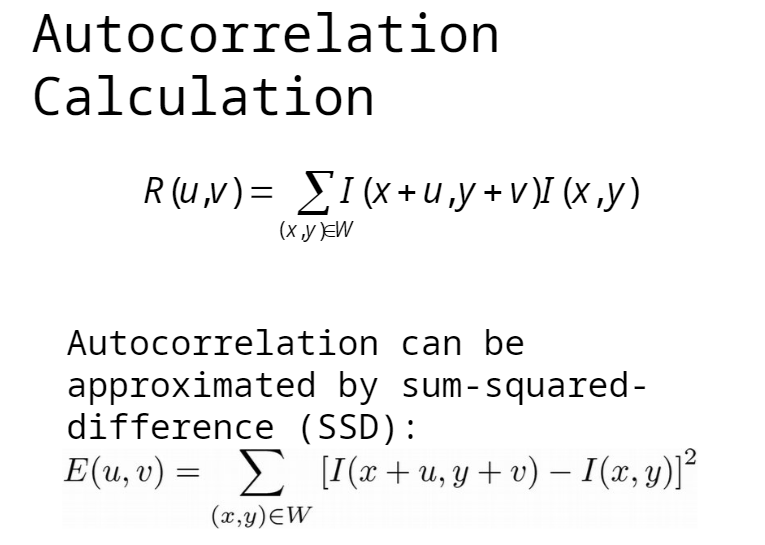 Autocorrelation
Calculation
R(u,v)= ∑ I(x+u,y+v)I(x,y)
(x,y)∈W
Autocorrelation can be
approximated by sum-squared-
difference (SSD):
E(u, v) = ∑ [I(x + u, y + v) − I(x, y)]²
(x,y)∈W